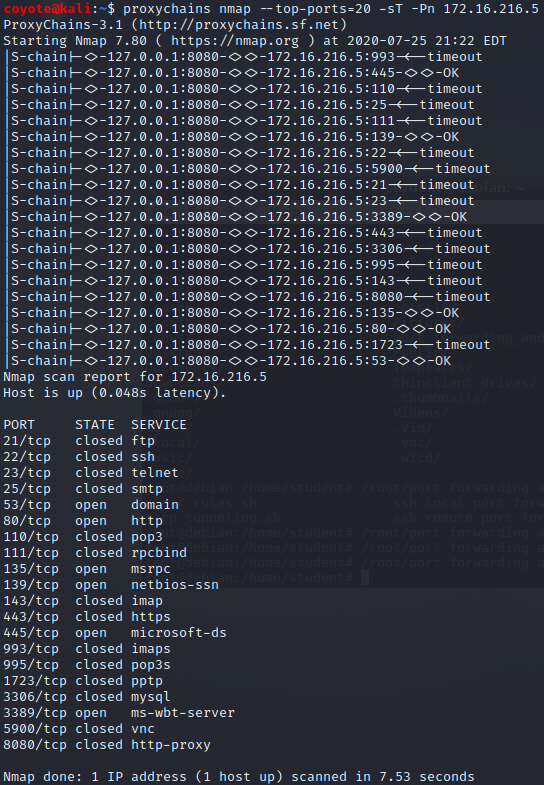 coyote@kali:~$ proxychains nmap --top-ports=20 -sT -Pn 172.16.216.5
ProxyChains-3.1 (http://proxychains.sf.net)
Starting Nmap 7.80 ( https://nmap.org ) at 2020-07-25 21:22 EDT
|S-chain|-<>-127.0.0.1:8080-<><>-172.16.216.5:993-<--timeout
|S-chain|-<>-127.0.0.1:8080-<><>-172.16.216.5:445-<><>-OK
|S-chain|-<>-127.0.0.1:8080-<><>-172.16.216.5:110-<--timeout
|S-chain|-<>-127.0.0.1:8080-<><>-172.16.216.5:25-<--timeout
|S-chain|-<>-127.0.0.1:8080-<><>-172.16.216.5:111-<--timeout
|S-chain|-<>-127.0.0.1:8080-<><>-172.16.216.5:139-<><>-OK
|S-chain|-<>-127.0.0.1:8080-<><>-172.16.216.5:22-<--timeout
|S-chain|-<>-127.0.0.1:8080-<><>-172.16.216.5:5900-<--timeout
|S-chain|-<>-127.0.0.1:8080-<><>-172.16.216.5:21-<--timeout
|S-chain|-<>-127.0.0.1:8080-<><>-172.16.216.5:23-<--timeout
|S-chain|-<>-127.0.0.1:8080-<><>-172.16.216.5:3389-<><>-OK
|S-chain|-<>-127.0.0.1:8080-<><>-172.16.216.5:443-<--timeout
|S-chain|-<>-127.0.0.1:8080-<><>-172.16.216.5:3306-<--timeout
|S-chain|-<>-127.0.0.1:8080-<><>-172.16.216.5:995-<--timeout
|S-chain|-<>-127.0.0.1:8080-<><>-172.16.216.5:143-<--timeout
|S-chain|-<>-127.0.0.1:8080-<><>-172.16.216.5:8080-<--timeout
|S-chain|-<>-127.0.0.1:8080-<><>-172.16.216.5:135-<><>-OK
|S-chain|-<>-127.0.0.1:8080-<><>-172.16.216.5:80-<><>-OK
|S-chain|-<>-127.0.0.1:8080-<><>-172.16.216.5:1723-<--timeout
|S-chain|-<>-127.0.0.1:8080-<><>-172.16.216.5:53-<><>-OK
Nmap scan report for 172.16.216.5
Host is up (0.048s latency).
PORT STATE SERVICE
21/tcp closed ftp
22/tcp closed ssh
23/tcp closed telnet
25/tcp closed smtp
53/tcp open domain
80/tcp open http
110/tcp closed pop3
111/tcp closed rpcbind
135/tcp open msrpc
139/tcp open netbios-ssn
143/tcp closed imap
443/tcp closed https
445/tcp open microsoft-ds
993/tcp closed imaps
995/tcp closed pop3s
1723/tcp closed pptp
3306/tcp closed mysql
3389/tcp open ms-wbt-server
5900/tcp closed vnc
8080/tcp closed http-proxy
Nmap done: 1 IP address (1 host up) scanned in 7.53 seconds